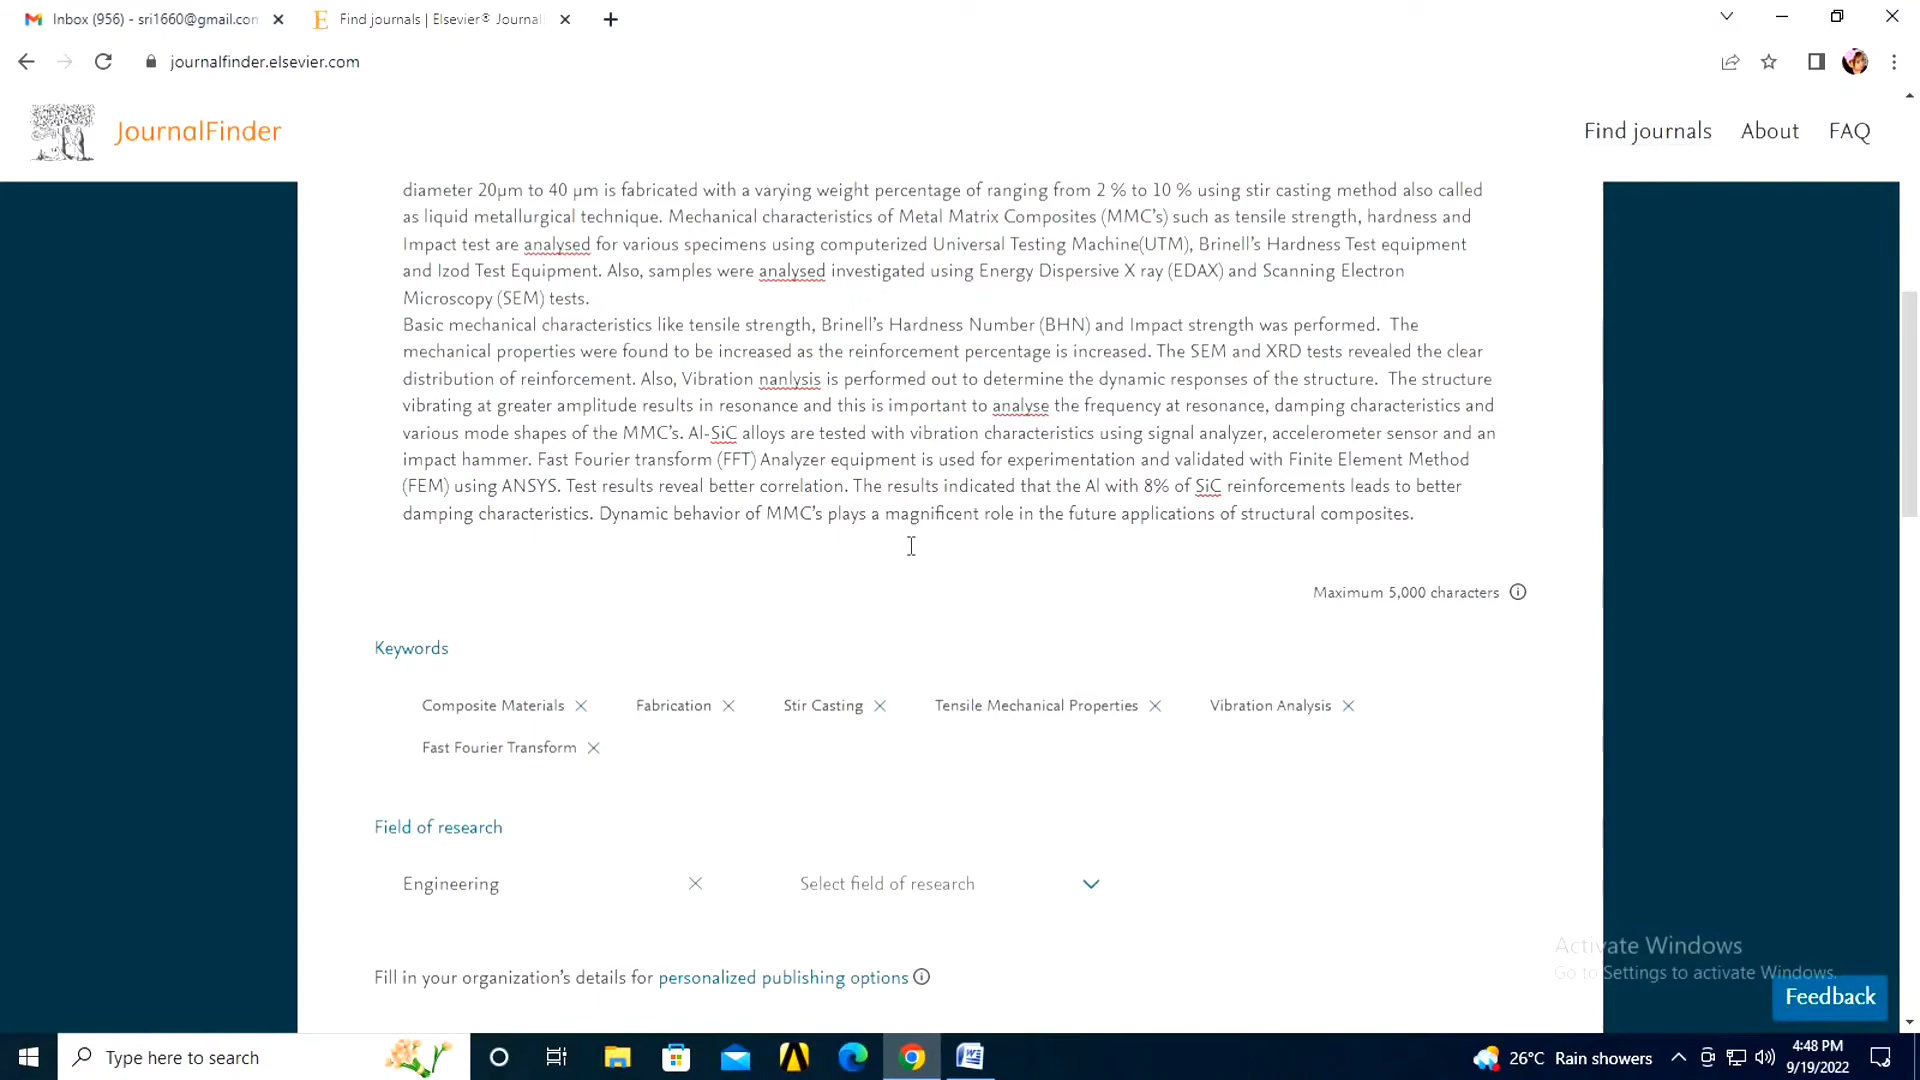 Inbox (956) - sri1660@gmail.con
Find journals | Elsevier® Journal
journalfinder.elsevier.com
JournalFinder
Find journals
About
FAQ
diameter 20µm to 40 µm is fabricated with a varying weight percentage of ranging from 2 % to 10 % using stir casting method also called
as liquid metallurgical technique. Mechanical characteristics of Metal Matrix Composites (MMC's) such as tensile strength, hardness and
Impact test are analysed for various specimens using computerized Universal Testing Machine(UTM), Brinell's Hardness Test equipment
and Izod Test Equipment. Also, samples were analysed investigated using Energy Dispersive X ray (EDAX) and Scanning Electron
Microscopy (SEM) tests.
Basic mechanical characteristics like tensile strength, Brinell's Hardness Number (BHN) and Impact strength was performed. The
mechanical properties were found to be increased as the reinforcement percentage is increased. The SEM and XRD tests revealed the clear
distribution of reinforcement. Also, Vibration nanlysis is performed out to determine the dynamic responses of the structure. The structure
vibrating at greater amplitude results in resonance and this is important to analyse the frequency at resonance, damping characteristics and
various mode shapes of the MMC's. Al-SiC alloys are tested with vibration characteristics using signal analyzer, accelerometer sensor and an
impact hammer. Fast Fourier transform (FFT) Analyzer equipment is used for experimentation and validated with Finite Element Method
(FEM) using ANSYS. Test results reveal better correlation. The results indicated that the Al with 8% of SiC reinforcements leads to better
damping characteristics. Dynamic behavior of MMC's plays a magnificent role in the future applications of structural composites.
Maximum 5,000 characters
Keywords
Composite Materials
Fabrication
Stir Casting
Tensile Mechanical Properties
Vibration Analysis
Fast Fourier Transform
Field of research
Engineering
Select field of research
Fill in your organization's details for personalized publishing options
Activate Windows
Go to Settings to activate Windows.
Feedback
Type here to search
26°C Rain showers
4:48 PM
9/19/2022